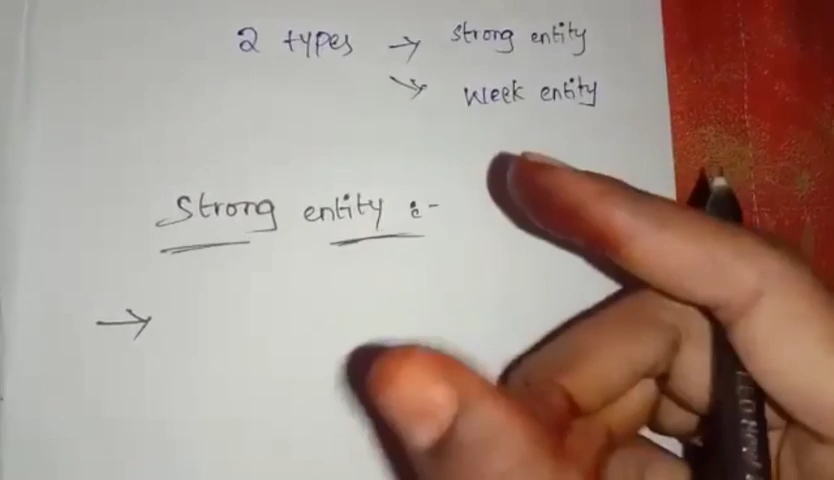 2 types → strong entity
↘ week entity
Strong entity :-
→